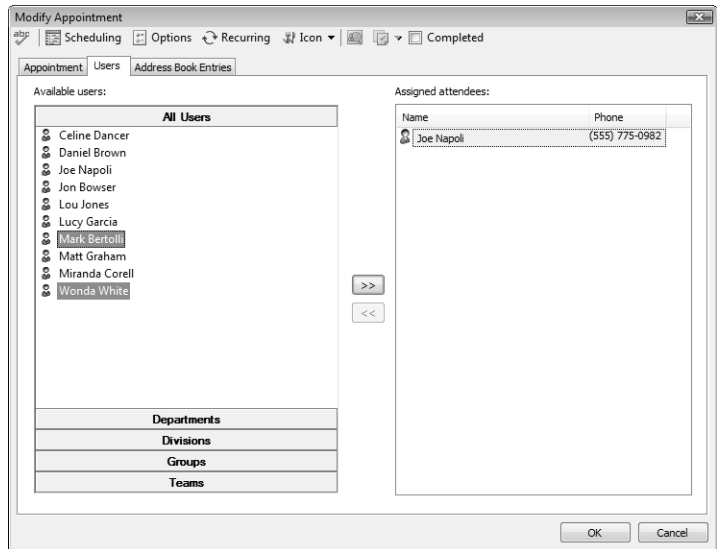 Modify Appointment
abc Scheduling Options Recurring Icon Completed
Appointment Users Address Book Entries
Available users: Assigned attendees:
All Users Name Phone
Celine Dancer Joe Napoli (555) 775-0982
Daniel Brown
Joe Napoli
Jon Bowser
Lou Jones
Lucy Garcia
Mark Bertolli
Matt Graham
Miranda Corell
Wonda White
>>
<<
Departments
Divisions
Groups
Teams
OK Cancel